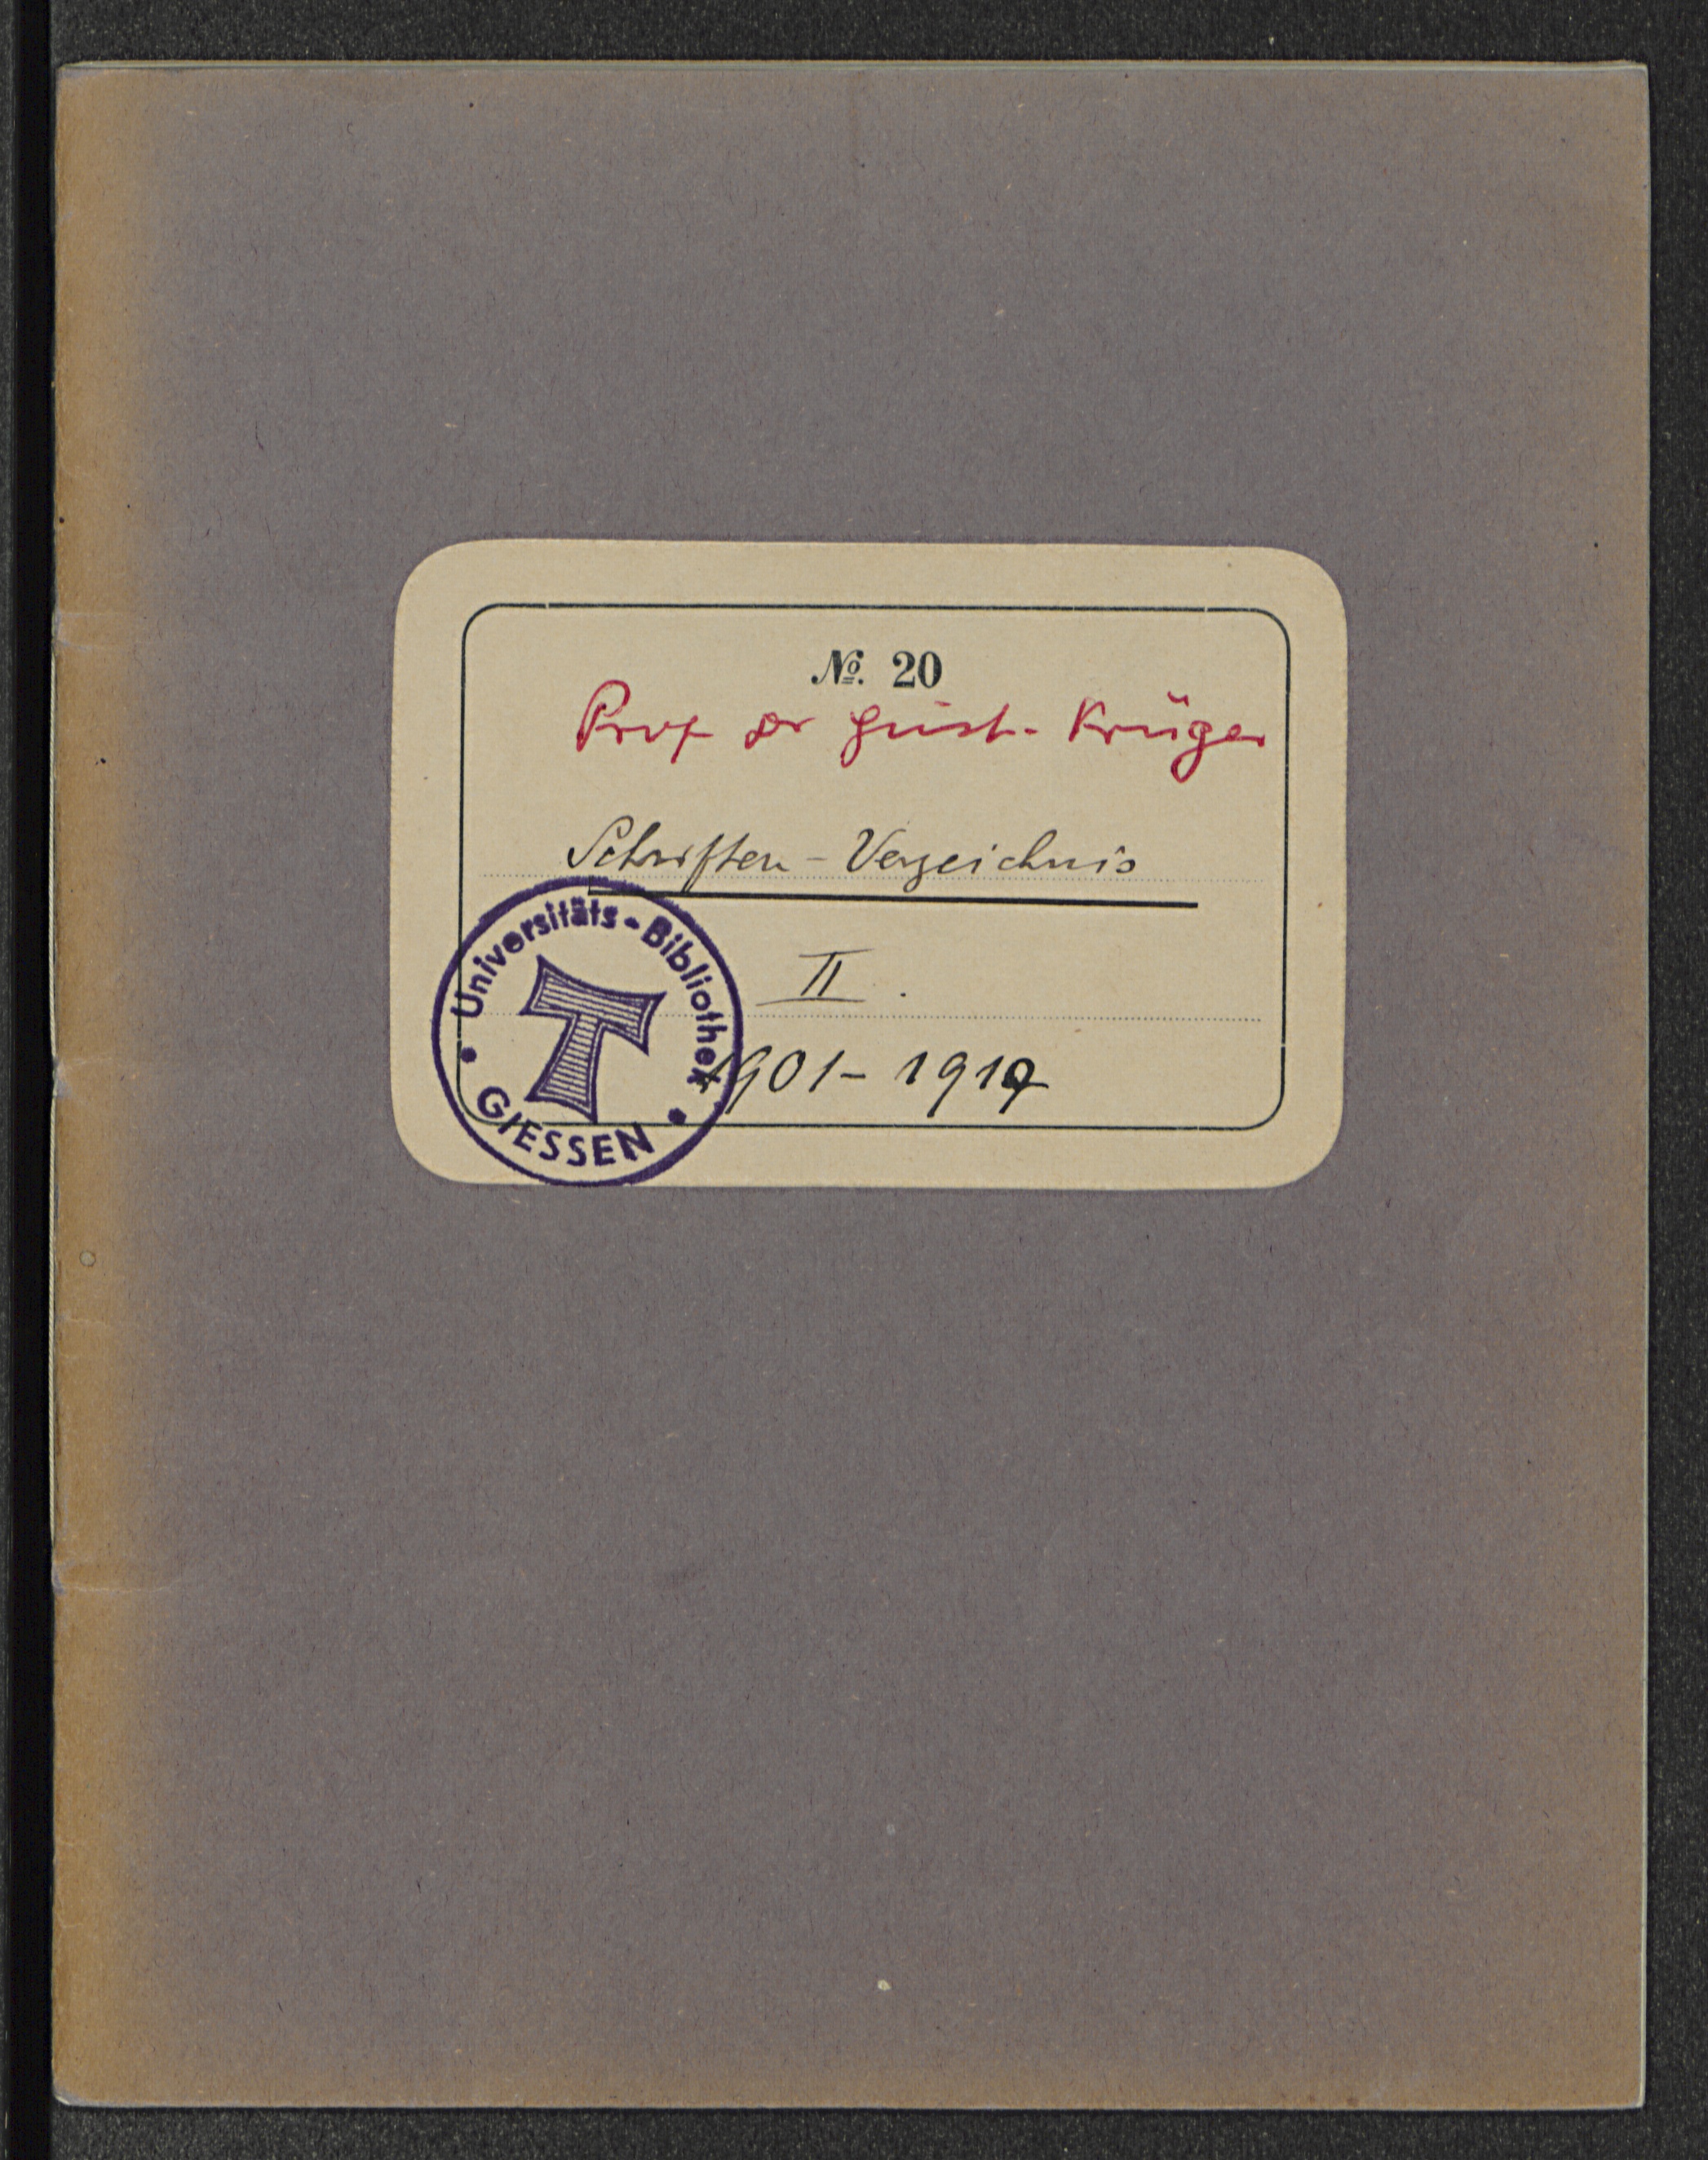 №. 20
Prof Dr Gust. Krüger
Schriften-Verzeichnis
II.
1901-1919
Universitäts-Bibliothek
GIESSEN